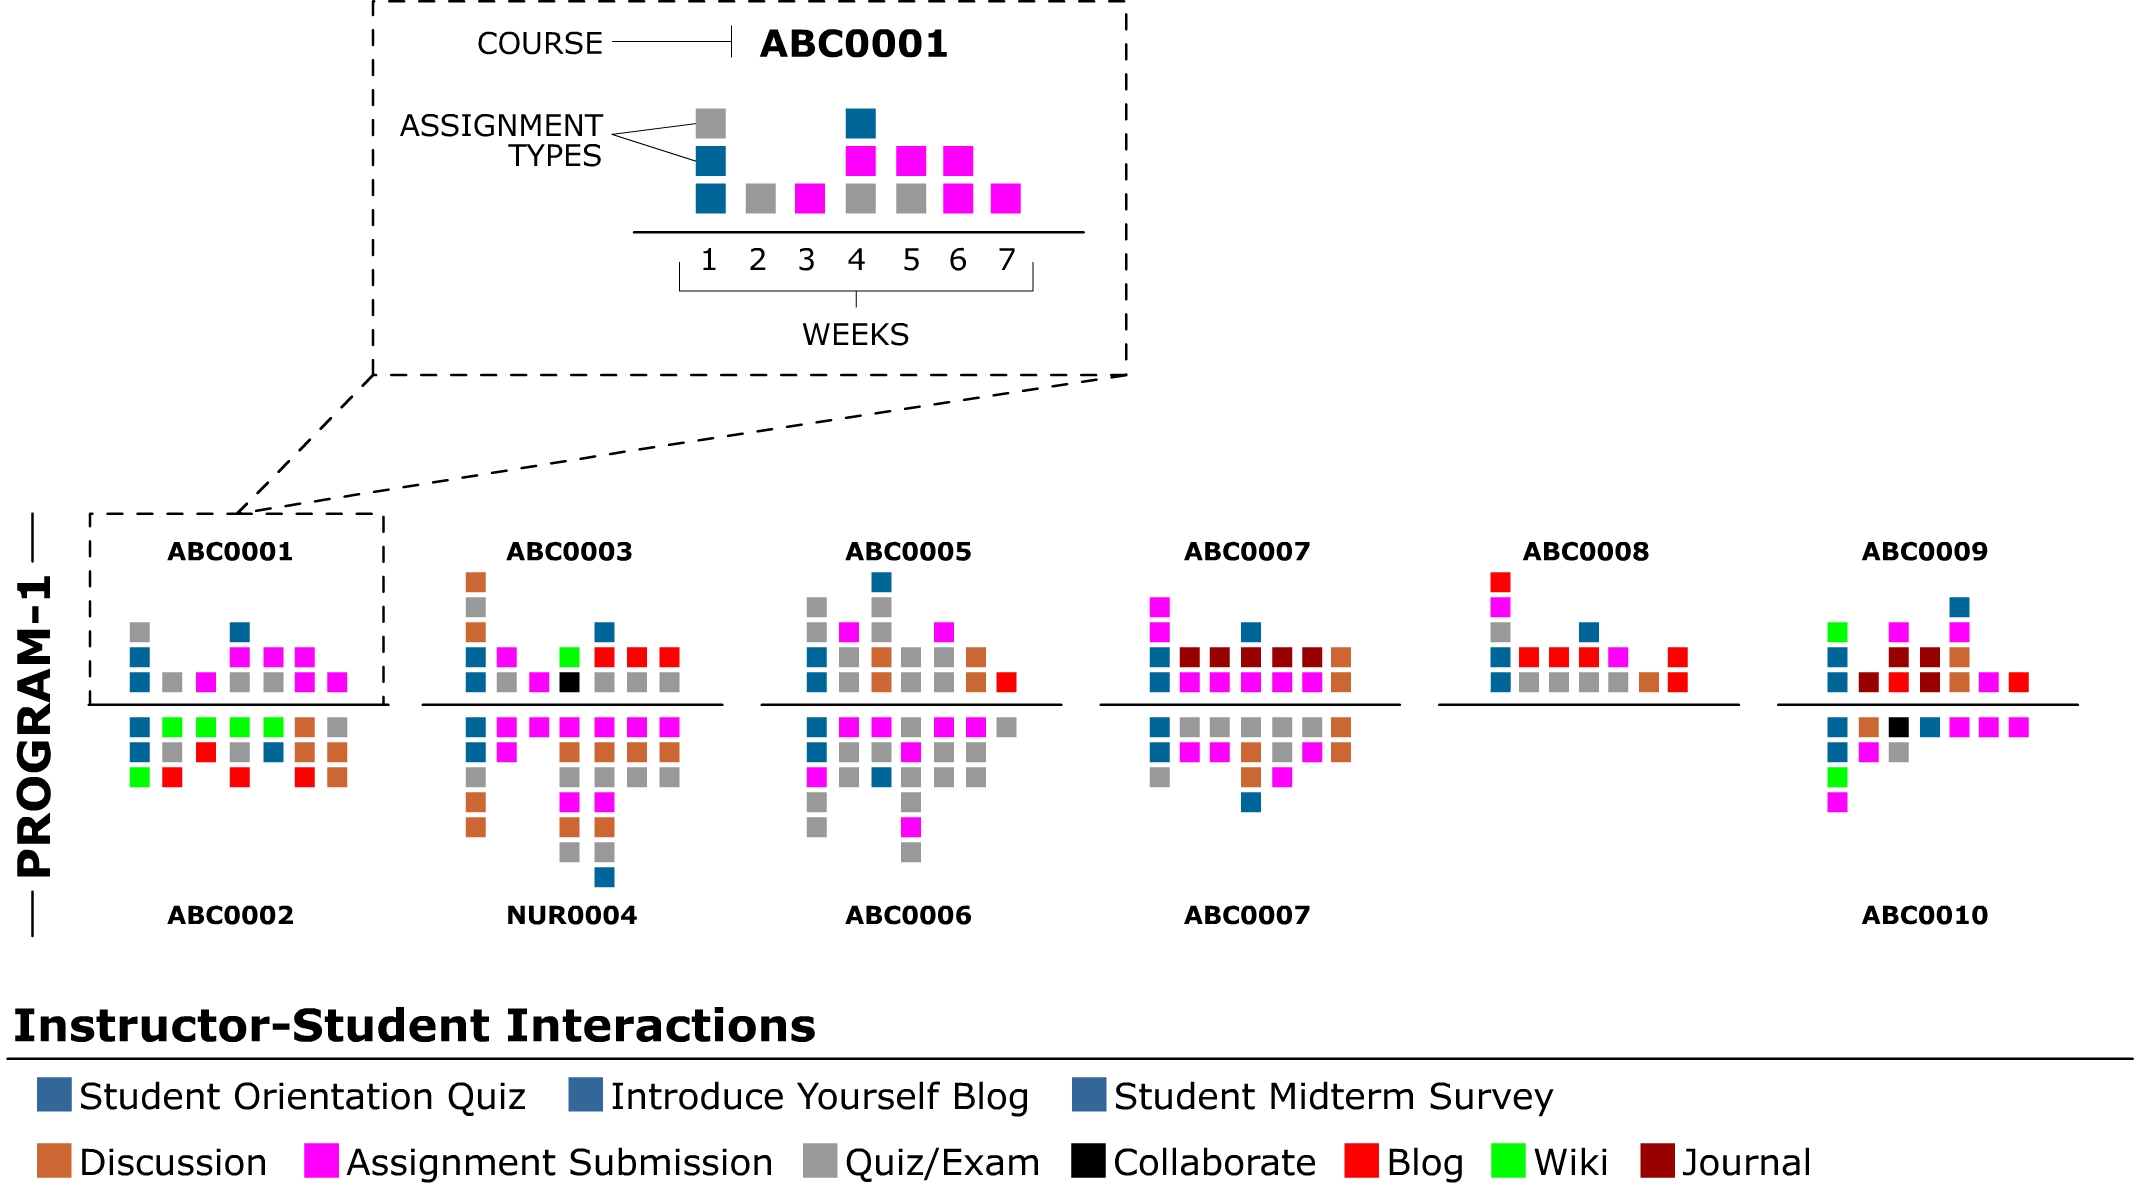 COURSE ABC0001
ASSIGNMENT
TYPES
1 2 3 4 5 6 7
WEEKS
PROGRAM-1
ABC0001 ABC0003 ABC0005 ABC0007 ABC0008 ABC0009
ABC0002 NUR0004 ABC0006 ABC0007 ABC0010
Instructor-Student Interactions
Student Orientation Quiz Introduce Yourself Blog Student Midterm Survey
Discussion Assignment Submission Quiz/Exam Collaborate Blog Wiki Journal